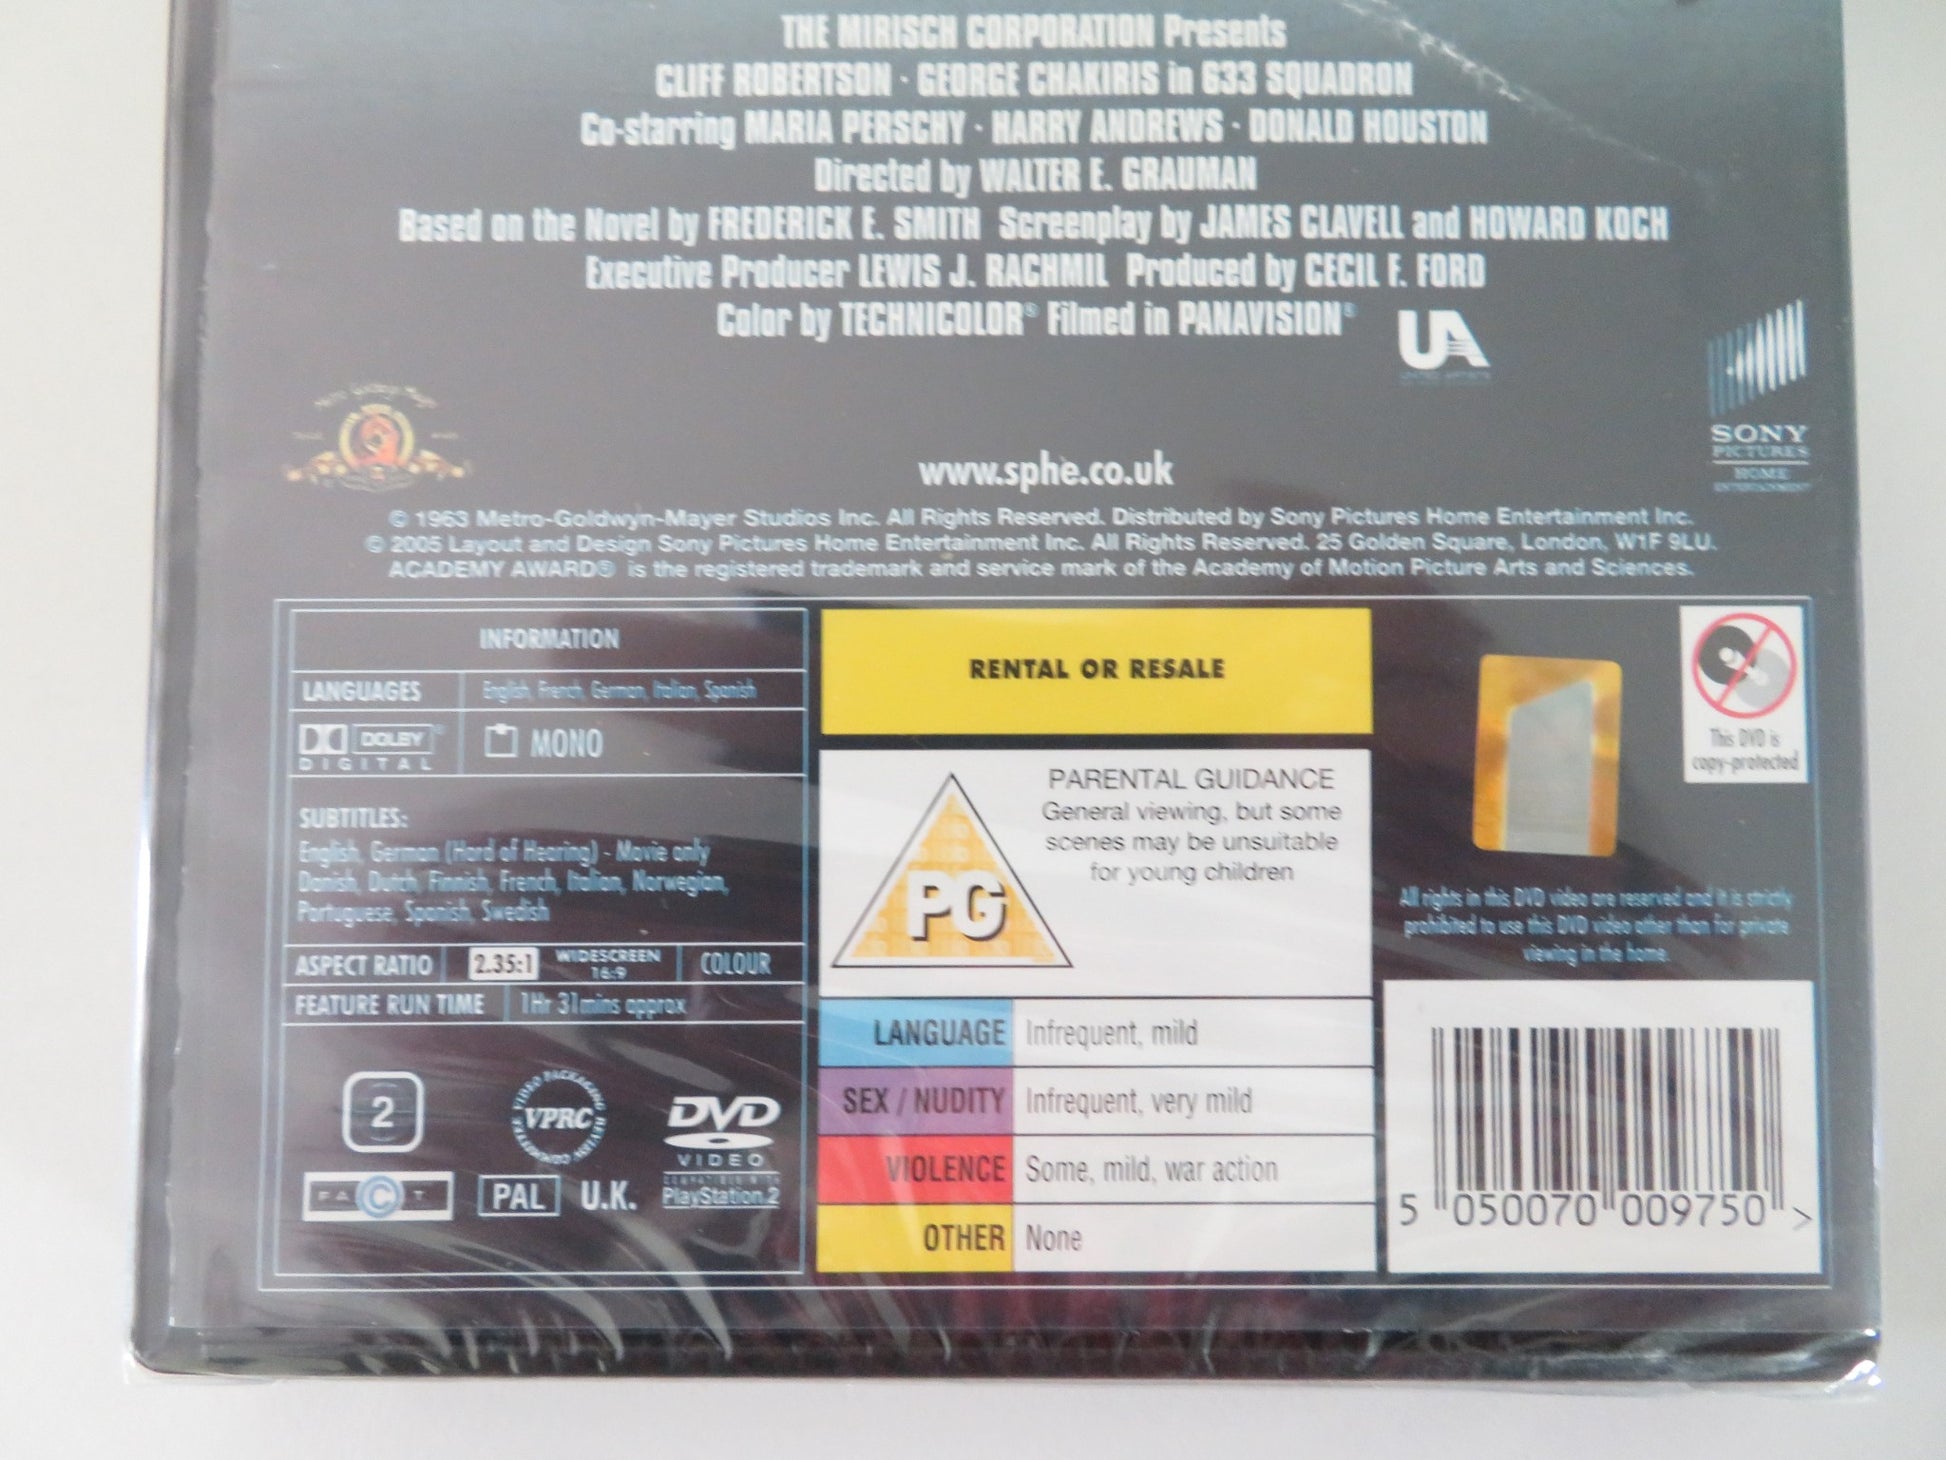 THE MIRISCH CORPORATION Presents
CLIFF ROBERTSON · GEORGE CHAKIRIS in 633 SQUADRON
Co-starring MARIA PERSCHY · HARRY ANDREWS · DONALD HOUSTON
Directed by WALTER E. GRAUMAN
Based on the Novel by FREDERICK E. SMITH Screenplay by JAMES CLAVELL and HOWARD KOCH
Executive Producer LEWIS J. RACHMIL Produced by CECIL F. FORD
Color by TECHNICOLOR® Filmed in PANAVISION®
UA
Metro Goldwyn Mayer
SONY
PICTURES
HOME
ENTERTAINMENT
www.sphe.co.uk
© 1963 Metro-Goldwyn-Mayer Studios Inc. All Rights Reserved. Distributed by Sony Pictures Home Entertainment Inc.
© 2005 Layout and Design Sony Pictures Home Entertainment Inc. All Rights Reserved. 25 Golden Square, London, W1F 9LU.
ACADEMY AWARD® is the registered trademark and service mark of the Academy of Motion Picture Arts and Sciences.
INFORMATION
LANGUAGES English, French, German, Italian, Spanish
DOLBY DIGITAL MONO
SUBTITLES:
English, German (Hard of Hearing) - Movie only
Danish, Dutch, Finnish, French, Italian, Norwegian,
Portuguese, Spanish, Swedish
ASPECT RATIO 2.35:1 WIDESCREEN 16:9 COLOUR
FEATURE RUN TIME 1Hr 31mins approx
2
VIDEO PACKAGING REVIEW COMMITTEE
VPRC
DVD
VIDEO
COMPATIBLE WITH
PlayStation 2
FACT
PAL U.K.
RENTAL OR RESALE
PG
PARENTAL GUIDANCE
General viewing, but some
scenes may be unsuitable
for young children
LANGUAGE Infrequent, mild
SEX / NUDITY Infrequent, very mild
VIOLENCE Some, mild, war action
OTHER None
This DVD is
copy-protected
All rights in this DVD video are reserved and it is strictly
prohibited to use this DVD video other than for private
viewing in the home.
5 050070 009750 >